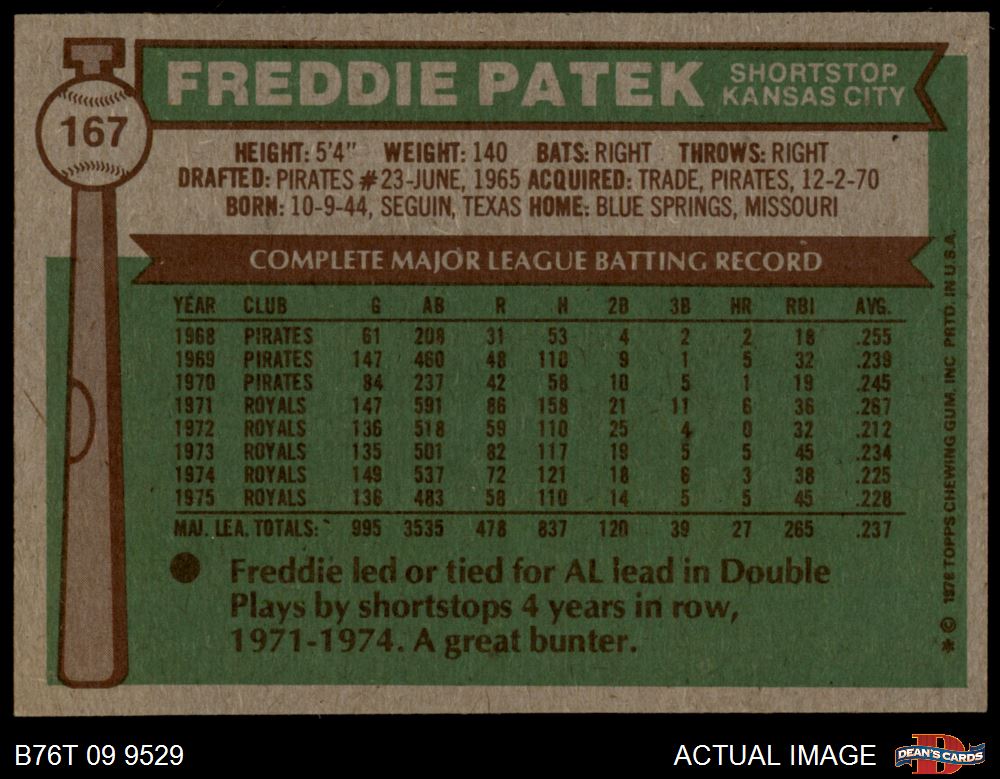 167
FREDDIE PATEK
SHORTSTOP
KANSAS CITY
HEIGHT: 5'4" WEIGHT: 140 BATS: RIGHT THROWS: RIGHT
DRAFTED: PIRATES #23-JUNE, 1965 ACQUIRED: TRADE, PIRATES, 12-2-70
BORN: 10-9-44, SEGUIN, TEXAS HOME: BLUE SPRINGS, MISSOURI
COMPLETE MAJOR LEAGUE BATTING RECORD
YEAR CLUB G AB R H 2B 3B HR RBI AVG.
1968 PIRATES 61 208 31 53 4 2 2 18 .255
1969 PIRATES 147 460 48 110 9 1 5 32 .239
1970 PIRATES 84 237 42 58 10 5 1 19 .245
1971 ROYALS 147 591 86 158 21 11 6 36 .267
1972 ROYALS 136 518 59 110 25 4 0 32 .212
1973 ROYALS 135 501 82 117 19 5 5 45 .234
1974 ROYALS 149 537 72 121 18 6 3 38 .225
1975 ROYALS 136 483 58 110 14 5 5 45 .228
MAJ. LEA. TOTALS: 995 3535 478 837 120 39 27 265 .237
Freddie led or tied for AL lead in Double
Plays by shortstops 4 years in row,
1971-1974. A great bunter.
* © 1976 TOPPS CHEWING GUM, INC PRTD. IN U.S.A.
B76T 09 9529
ACTUAL IMAGE
DEAN'S CARDS